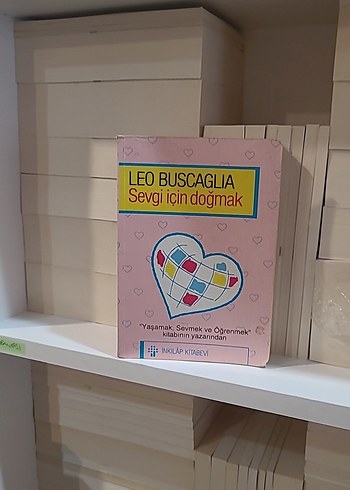 LEO BUSCAGLIA
Sevgi için doğmak
"Yaşamak, Sevmek ve Öğrenmek"
kitabının yazarından
İNKILÂP KİTABEVİ